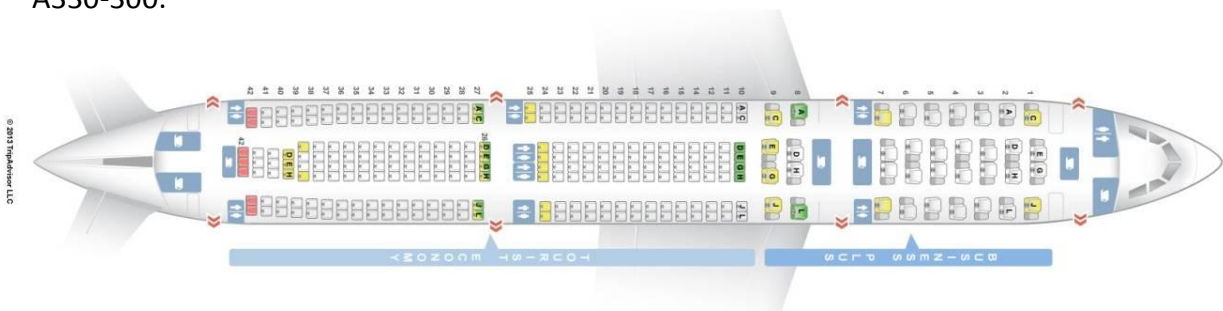 A330-300:
42 41 40 39 38 37 36 35 34 33 32 31 30 29 28 27 25 24 23 22 21 20 19 18 17 16 15 14 12 11 10 9 8 7 6 5 4 3 2 1
A C A C C A A C
42 D E H 26 D E G H D E G H E G D H D H E G
J L J L J L L J
TOURIST ECONOMY
BUSINESS PLUS
© 2013 TripAdvisor LLC